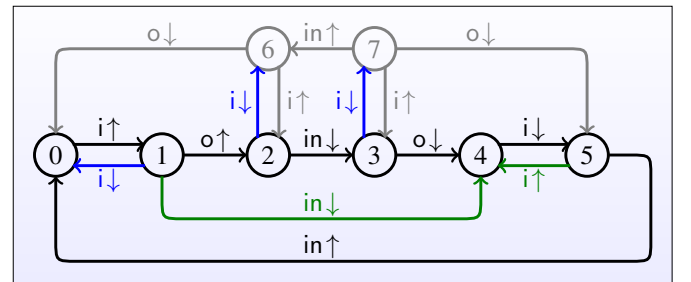 o↓ in↑ o↓
6 7
i↓ i↑ i↓ i↑
i↑ o↑ in↓ o↓ i↓
0 1 2 3 4 5
i↓ i↑
in↓
in↑